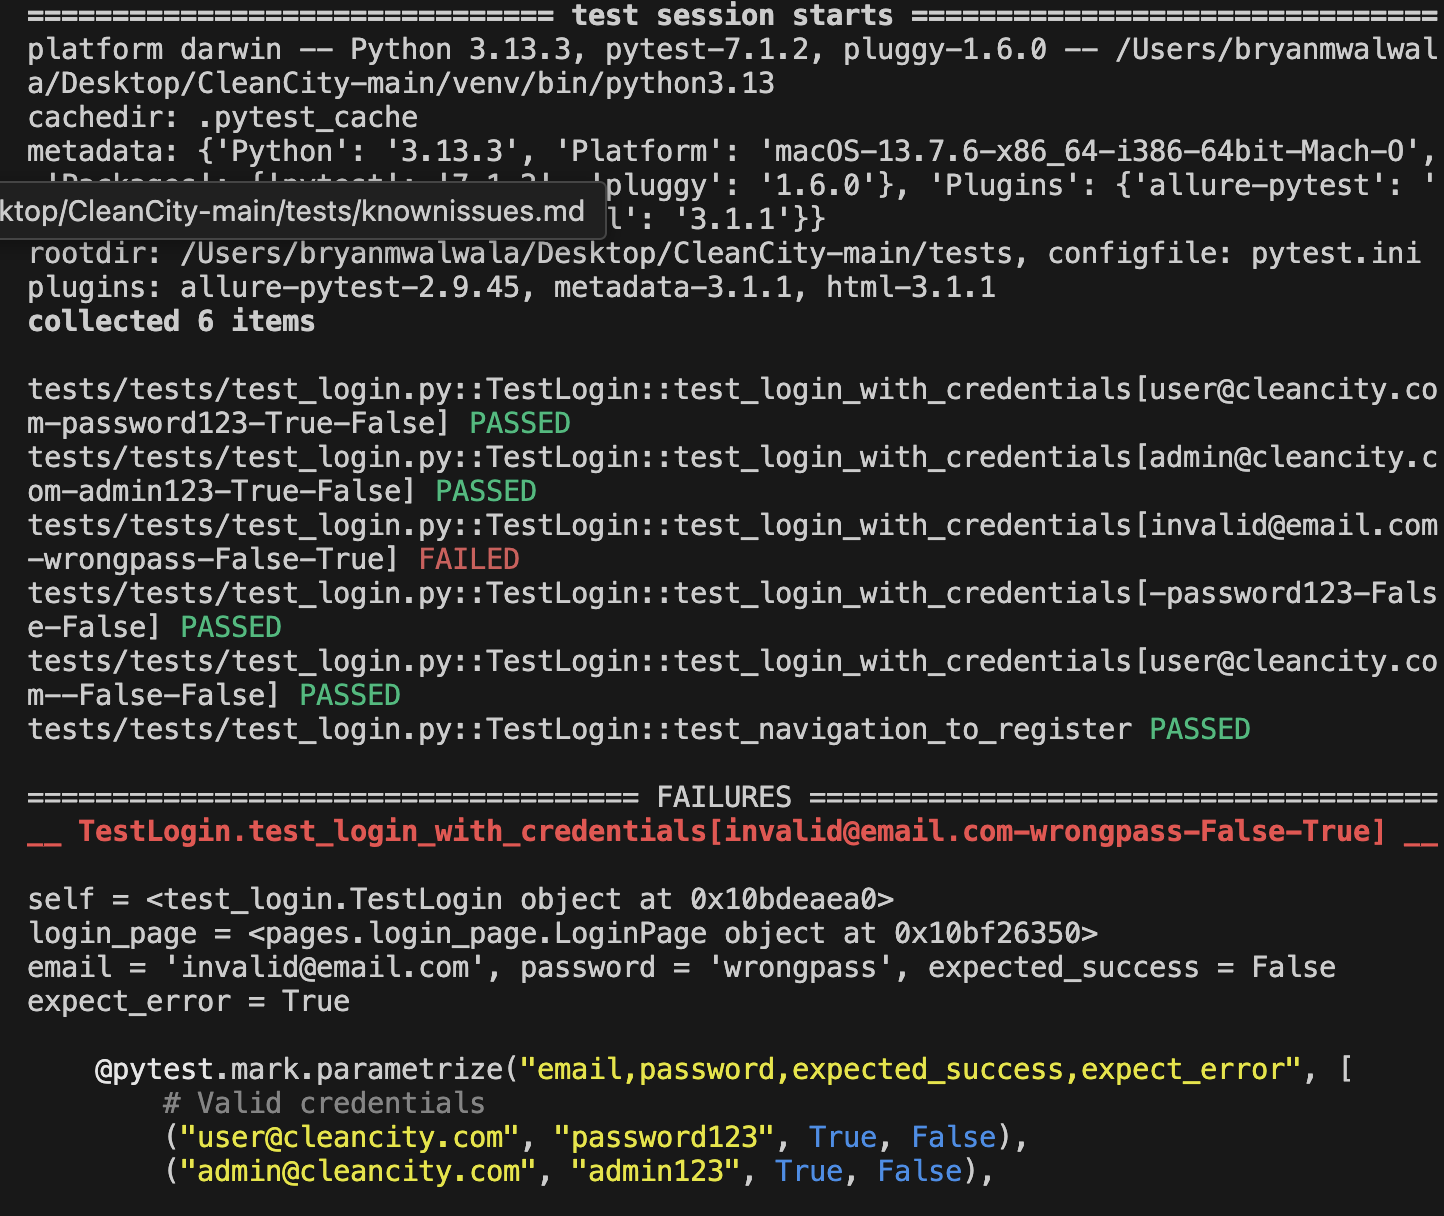 =============================== test session starts ===============================
platform darwin -- Python 3.13.3, pytest-7.1.2, pluggy-1.6.0 -- /Users/bryanmwalwal
a/Desktop/CleanCity-main/venv/bin/python3.13
cachedir: .pytest_cache
metadata: {'Python': '3.13.3', 'Platform': 'macOS-13.7.6-x86_64-i386-64bit-Mach-O',
'Packages': {'pytest': '7.1.2', 'pluggy': '1.6.0'}, 'Plugins': {'allure-pytest': '
ktop/CleanCity-main/tests/knownissues.md
l': '3.1.1'}}
rootdir: /Users/bryanmwalwala/Desktop/CleanCity-main/tests, configfile: pytest.ini
plugins: allure-pytest-2.9.45, metadata-3.1.1, html-3.1.1
collected 6 items
tests/tests/test_login.py::TestLogin::test_login_with_credentials[user@cleancity.co
m-password123-True-False] PASSED
tests/tests/test_login.py::TestLogin::test_login_with_credentials[admin@cleancity.c
om-admin123-True-False] PASSED
tests/tests/test_login.py::TestLogin::test_login_with_credentials[invalid@email.com
-wrongpass-False-True] FAILED
tests/tests/test_login.py::TestLogin::test_login_with_credentials[-password123-Fals
e-False] PASSED
tests/tests/test_login.py::TestLogin::test_login_with_credentials[user@cleancity.co
m--False-False] PASSED
tests/tests/test_login.py::TestLogin::test_navigation_to_register PASSED
==================================== FAILURES =====================================
__ TestLogin.test_login_with_credentials[invalid@email.com-wrongpass-False-True] __
self = <test_login.TestLogin object at 0x10bdeaea0>
login_page = <pages.login_page.LoginPage object at 0x10bf26350>
email = 'invalid@email.com', password = 'wrongpass', expected_success = False
expect_error = True
@pytest.mark.parametrize("email,password,expected_success,expect_error", [
# Valid credentials
("user@cleancity.com", "password123", True, False),
("admin@cleancity.com", "admin123", True, False),